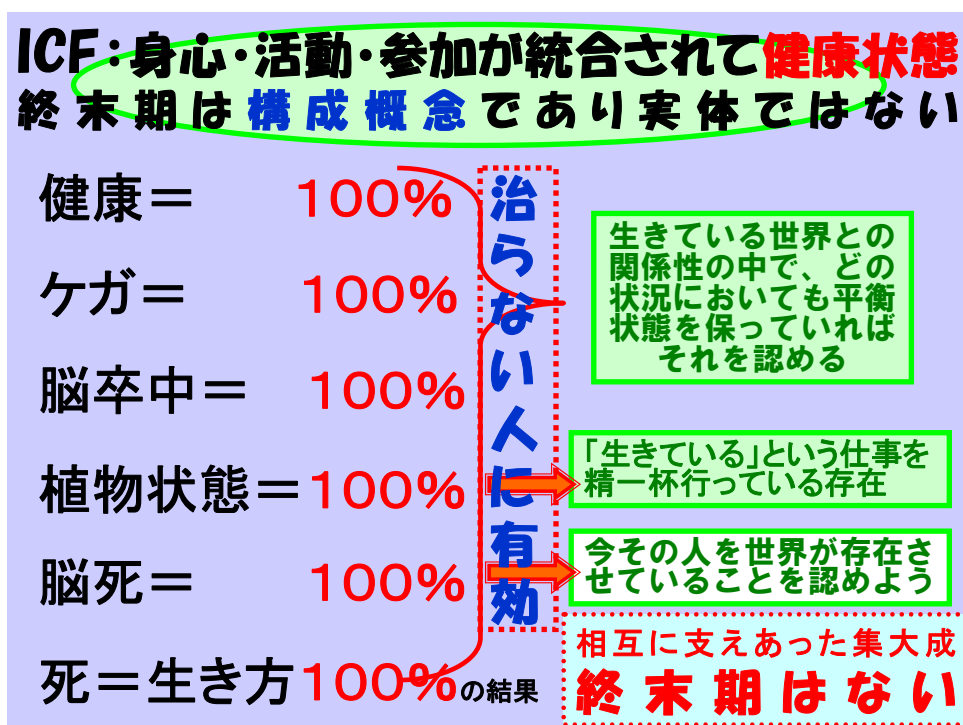 ICF:身心・活動・参加が統合されて健康状態
終末期は構成概念であり実体ではない
健康＝ 100%
ケガ＝ 100%
脳卒中＝ 100%
植物状態＝100%
脳死＝ 100%
死＝生き方100%の結果
治らない人に有効
生きている世界との
関係性の中で、どの
状況においても平衡
状態を保っていれば
それを認める
「生きている」という仕事を
精一杯行っている存在
今その人を世界が存在さ
せていることを認めよう
相互に支えあった集大成
終末期はない